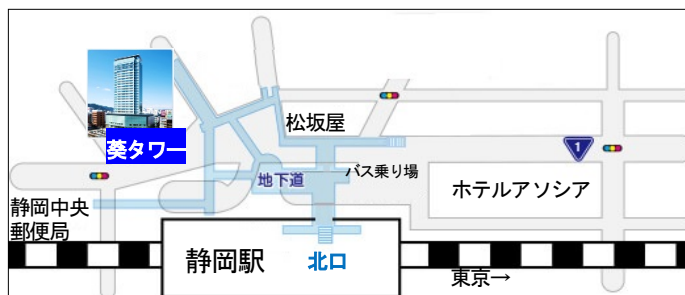 松坂屋
葵タワー
1
地下道
バス乗り場
ホテルアソシア
静岡中央
郵便局
静岡駅
北口
東京→